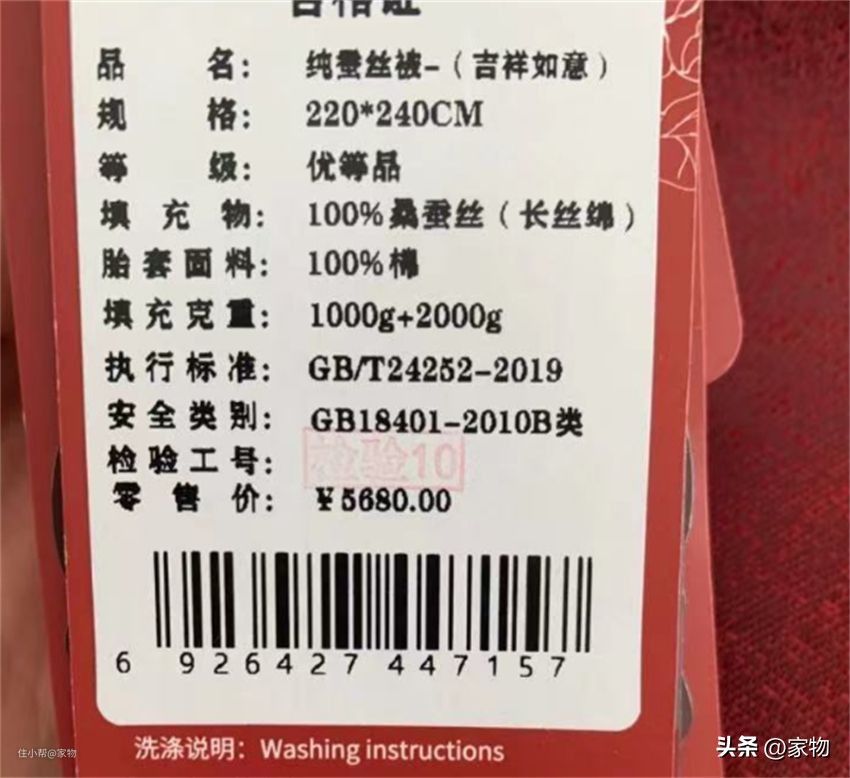 合格证
品 名：纯蚕丝被-（吉祥如意）
规 格：220*240CM
等 级：优等品
填 充 物：100%桑蚕丝（长丝绵）
胎套面料：100%棉
填充克重：1000g+2000g
执行标准：GB/T24252-2019
安全类别：GB18401-2010B类
检验工号：检验10
零 售 价：¥5680.00
6 926427 447157
洗涤说明：Washing instructions
住小帮@家物
头条 @家物